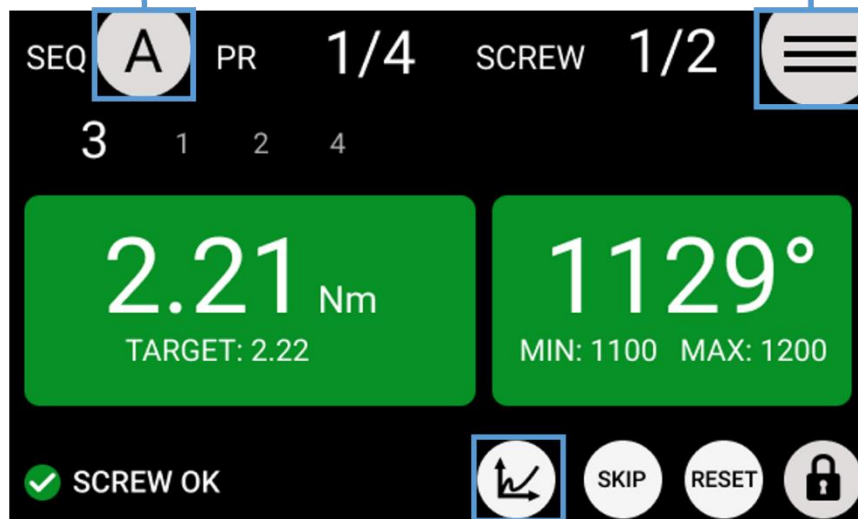 SEQ A PR 1/4 SCREW 1/2
3 1 2 4
2.21 Nm 1129°
TARGET: 2.22 MIN: 1100 MAX: 1200
SCREW OK SKIP RESET